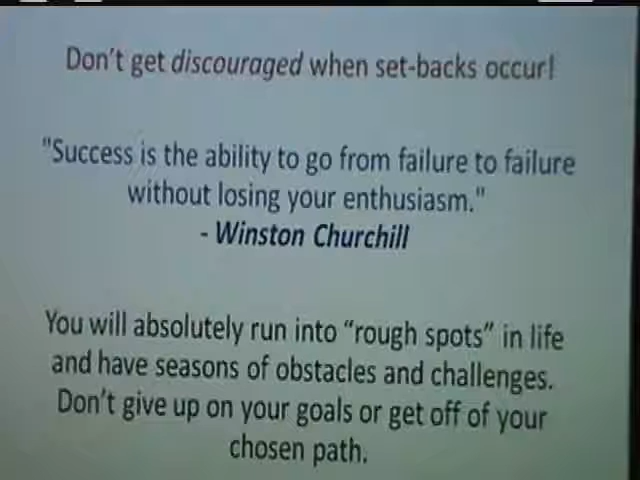 Don't get discouraged when set-backs occur!
"Success is the ability to go from failure to failure
without losing your enthusiasm."
- Winston Churchill
You will absolutely run into “rough spots” in life
and have seasons of obstacles and challenges.
Don't give up on your goals or get off of your
chosen path.